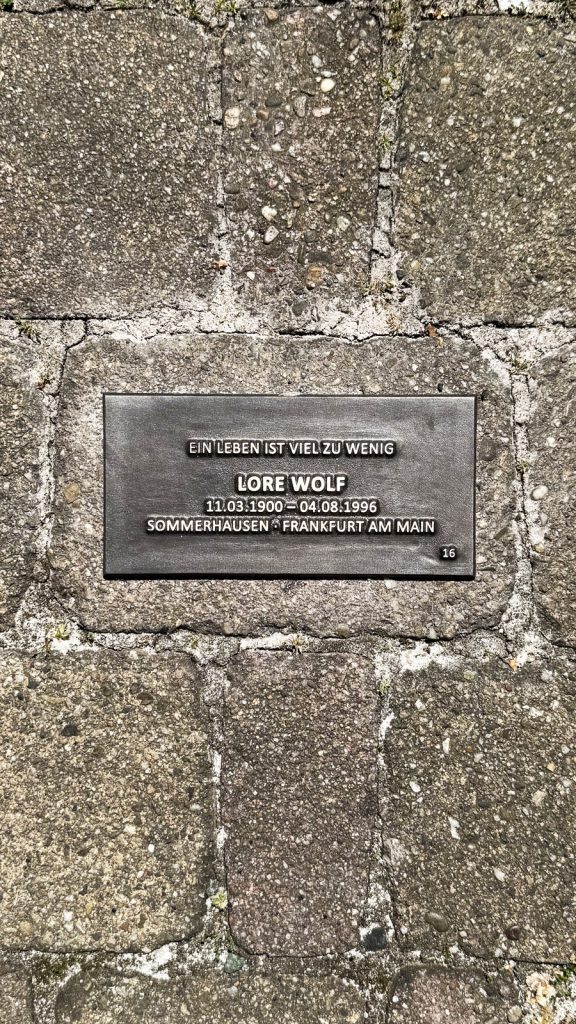 EIN LEBEN IST VIEL ZU WENIG
LORE WOLF
11.03.1900 – 04.08.1996
SOMMERHAUSEN · FRANKFURT AM MAIN
16